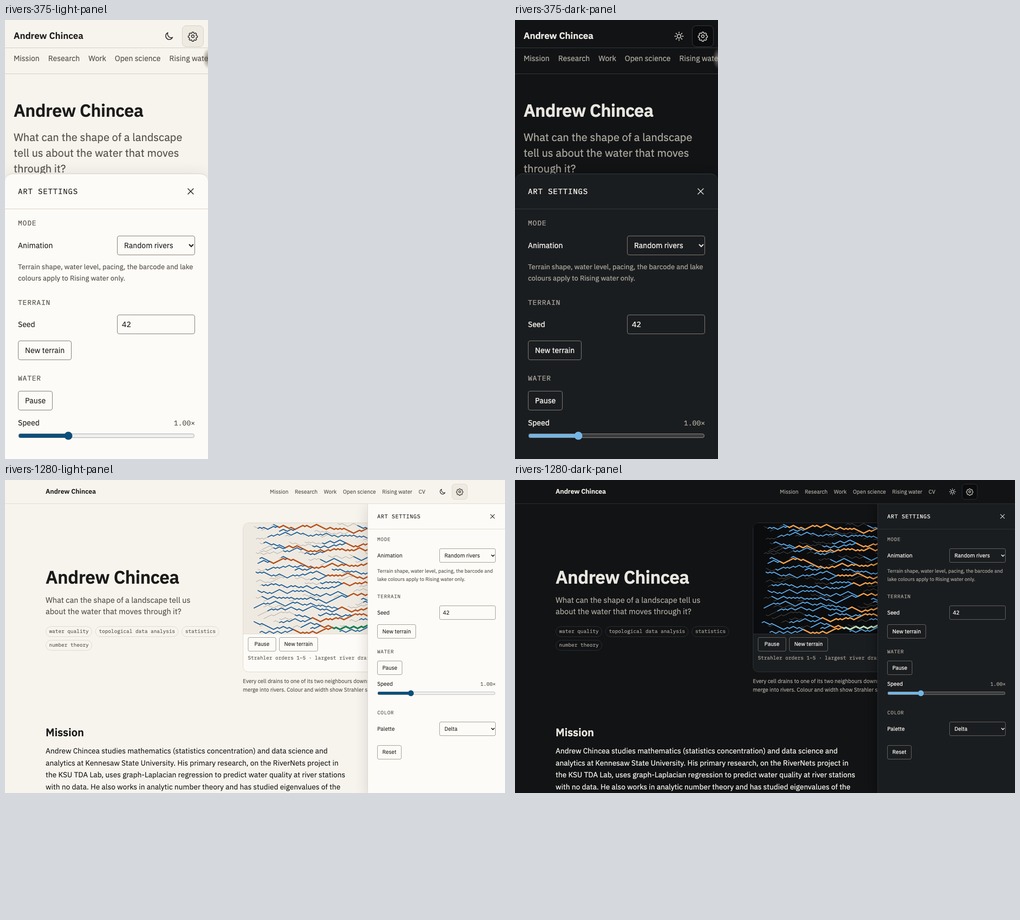 rivers-375-light-panel
Andrew Chincea
Mission Research Work Open science Rising wate
Andrew Chincea
What can the shape of a landscape
tell us about the water that moves
through it?
ART SETTINGS
MODE
Animation Random rivers
Terrain shape, water level, pacing, the barcode and lake
colours apply to Rising water only.
TERRAIN
Seed 42
New terrain
WATER
Pause
Speed 1.00×
rivers-375-dark-panel
Andrew Chincea
Mission Research Work Open science Rising wate
Andrew Chincea
What can the shape of a landscape
tell us about the water that moves
through it?
ART SETTINGS
MODE
Animation Random rivers
Terrain shape, water level, pacing, the barcode and lake
colours apply to Rising water only.
TERRAIN
Seed 42
New terrain
WATER
Pause
Speed 1.00×
rivers-1280-light-panel
Andrew Chincea Mission Research Work Open science Rising water CV
Andrew Chincea
What can the shape of a landscape tell us
about the water that moves through it?
water quality topological data analysis statistics
number theory
Pause New terrain
Strahler orders 1–5 · largest river dra
Every cell drains to one of its two neighbours down
merge into rivers. Colour and width show Strahler s
Mission
Andrew Chincea studies mathematics (statistics concentration) and data science and
analytics at Kennesaw State University. His primary research, on the RiverNets project in
the KSU TDA Lab, uses graph-Laplacian regression to predict water quality at river stations
with no data. He also works in analytic number theory and has studied eigenvalues of the
ART SETTINGS
MODE
Animation Random rivers
Terrain shape, water level, pacing, the barcode and
lake colours apply to Rising water only.
TERRAIN
Seed 42
New terrain
WATER
Pause
Speed 1.00×
COLOR
Palette Delta
Reset
rivers-1280-dark-panel
Andrew Chincea Mission Research Work Open science Rising water CV
Andrew Chincea
What can the shape of a landscape tell us
about the water that moves through it?
water quality topological data analysis statistics
number theory
Pause New terrain
Strahler orders 1–5 · largest river dra
Every cell drains to one of its two neighbours down
merge into rivers. Colour and width show Strahler s
Mission
Andrew Chincea studies mathematics (statistics concentration) and data science and
analytics at Kennesaw State University. His primary research, on the RiverNets project in
the KSU TDA Lab, uses graph-Laplacian regression to predict water quality at river stations
with no data. He also works in analytic number theory and has studied eigenvalues of the
ART SETTINGS
MODE
Animation Random rivers
Terrain shape, water level, pacing, the barcode and
lake colours apply to Rising water only.
TERRAIN
Seed 42
New terrain
WATER
Pause
Speed 1.00×
COLOR
Palette Delta
Reset